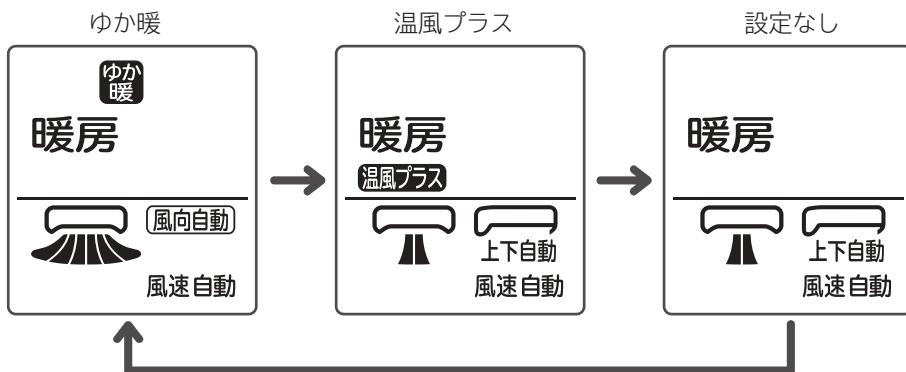 ゆか暖
ゆか
暖
暖房
風向自動
風速自動
温風プラス
暖房
温風プラス
上下自動
風速自動
設定なし
暖房
上下自動
風速自動